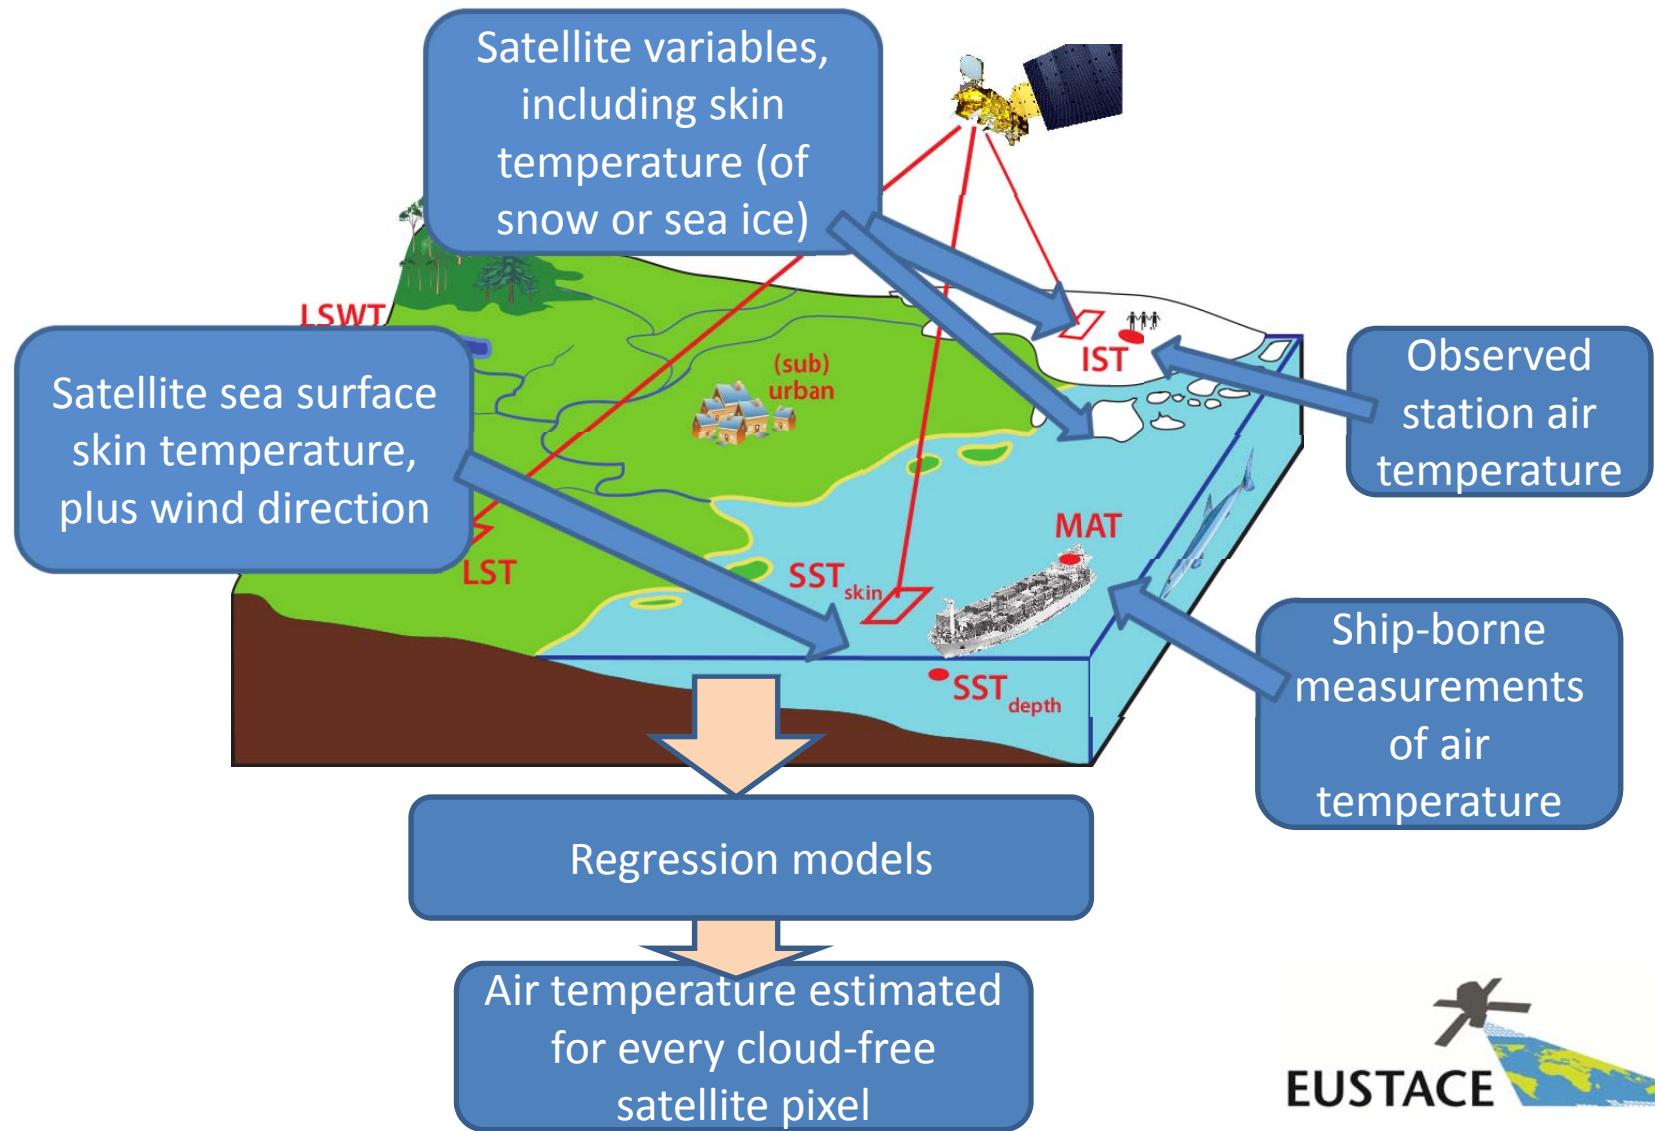 Satellite variables,
including skin
temperature (of
snow or sea ice)
LSWT
Satellite sea surface
skin temperature,
plus wind direction
(sub)
urban
IST
Observed
station air
temperature
LST
SST skin
MAT
SST depth
Ship-borne
measurements
of air
temperature
Regression models
Air temperature estimated
for every cloud-free
satellite pixel
EUSTACE